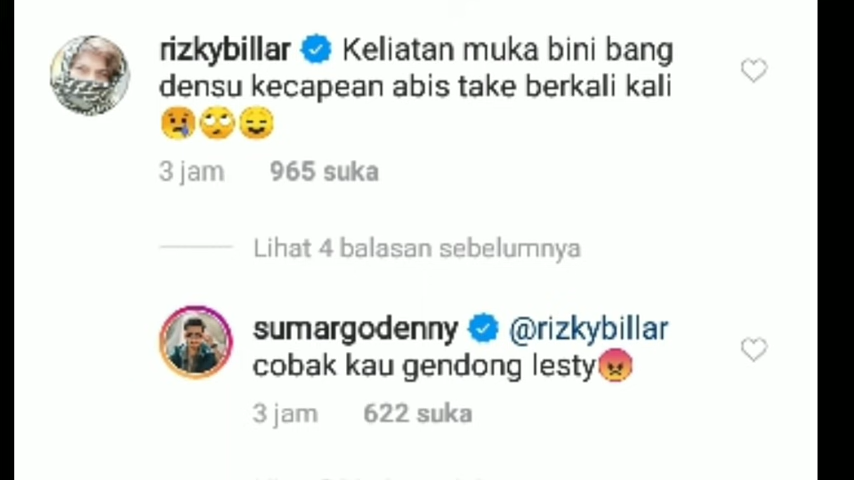 rizkybillar Keliatan muka bini bang
densu kecapean abis take berkali kali
😢🙄😌
3 jam 965 suka
Lihat 4 balasan sebelumnya
sumargodenny @rizkybillar
cobak kau gendong lesty😡
3 jam 622 suka